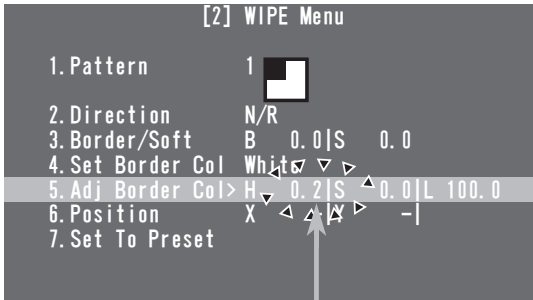 [2] WIPE Menu
1.Pattern 1
2.Direction N/R
3.Border/Soft B 0.0|S 0.0
4.Set Border Col White
5.Adj Border Col> H 0.2|S 0.0|L 100.0
6.Position X -|Y -|
7.Set To Preset